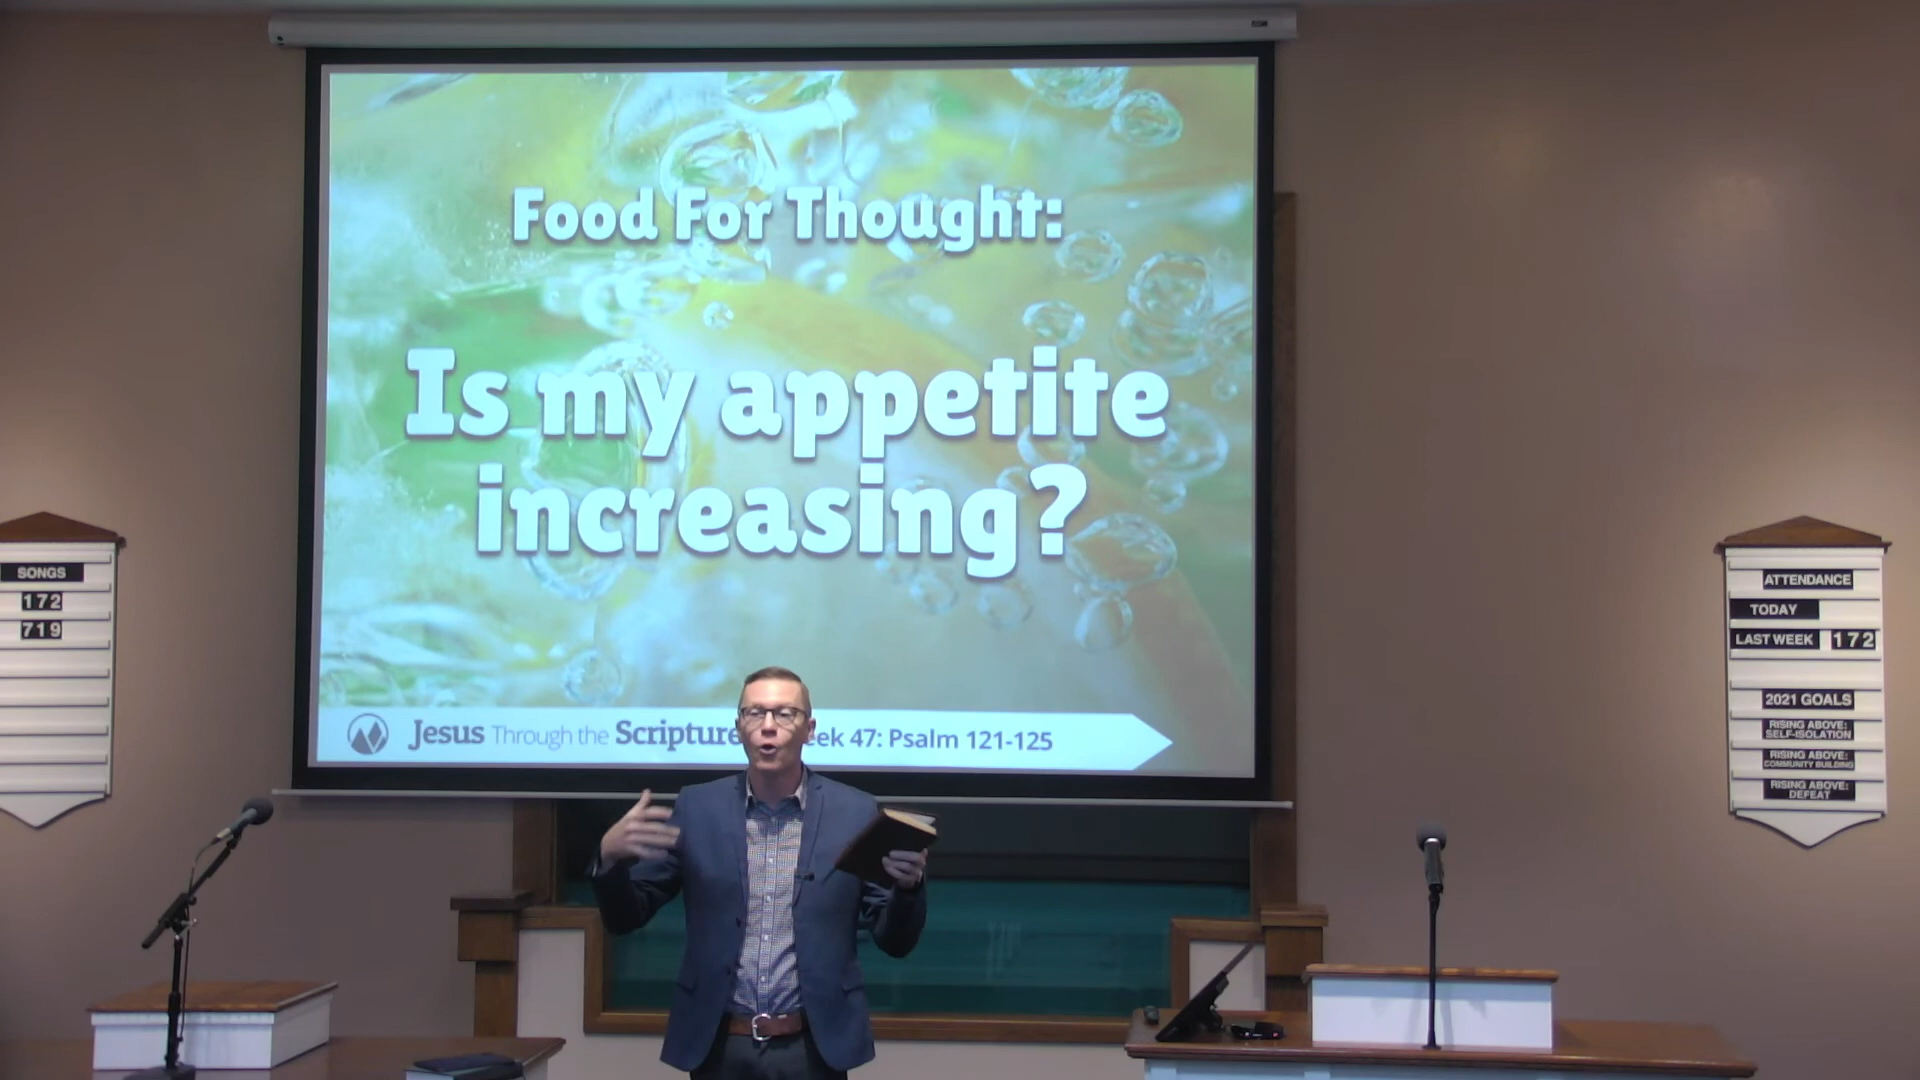 Food For Thought:
Is my appetite
increasing?
Jesus Through the Scripture eek 47: Psalm 121-125
SONGS
172
719
ATTENDANCE
TODAY
LAST WEEK 172
2021 GOALS
RISING ABOVE:
SELF-ISOLATION
RISING ABOVE:
COMMUNITY BUILDING
RISING ABOVE:
DEFEAT